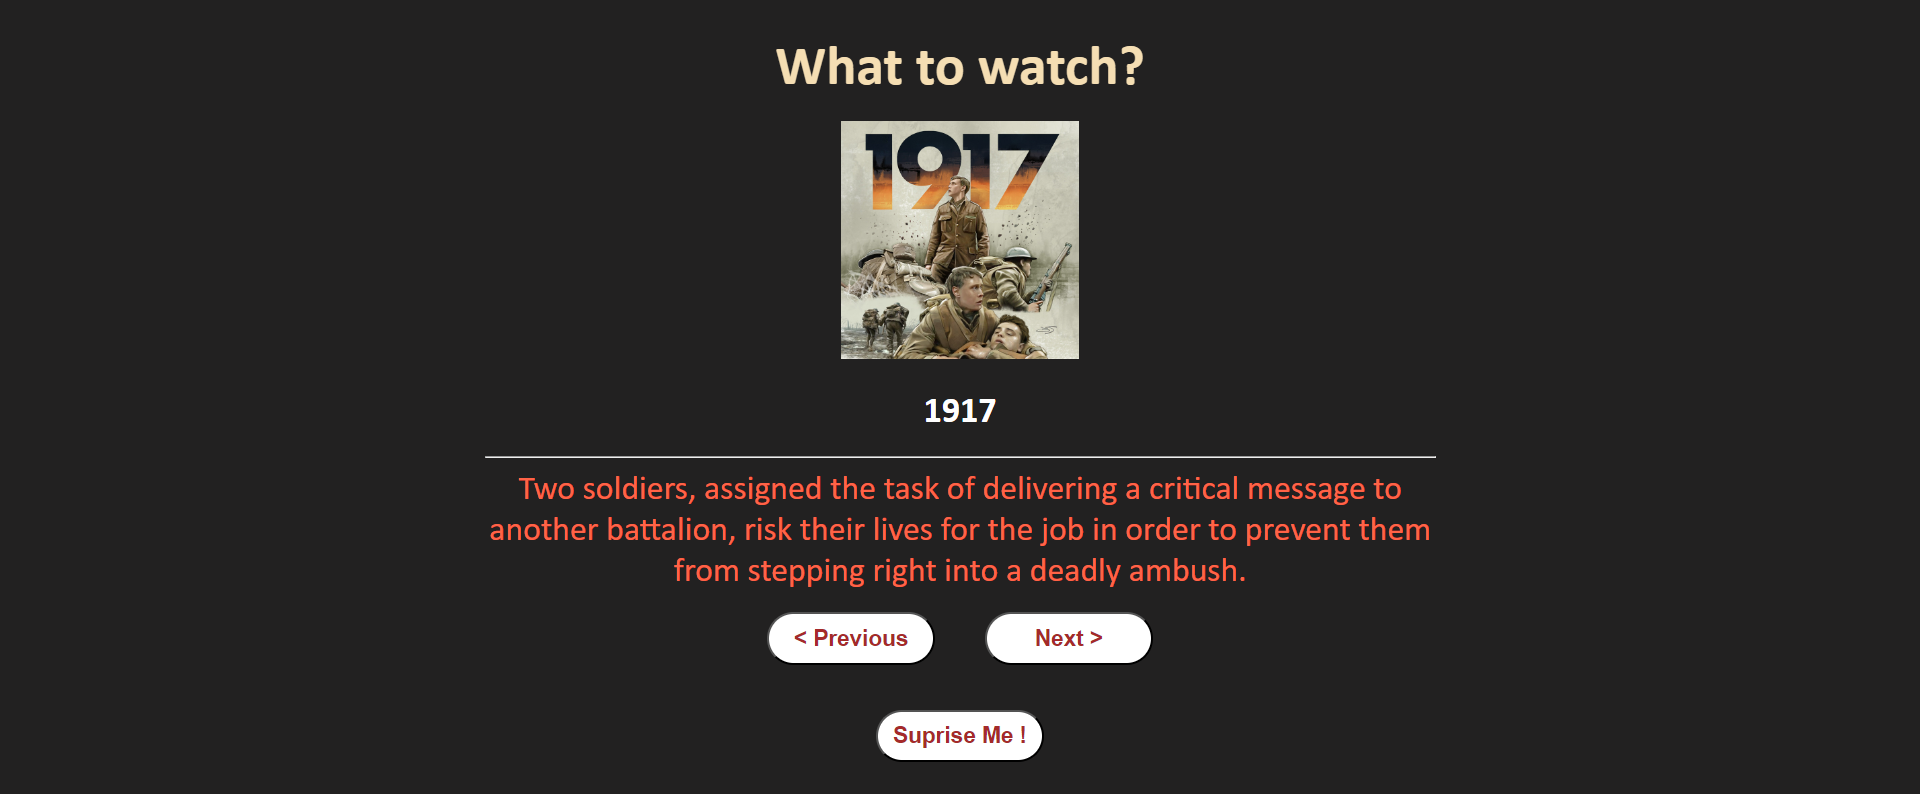 What to watch?
1917
1917
Two soldiers, assigned the task of delivering a critical message to
another battalion, risk their lives for the job in order to prevent them
from stepping right into a deadly ambush.
< Previous
Next >
Suprise Me !